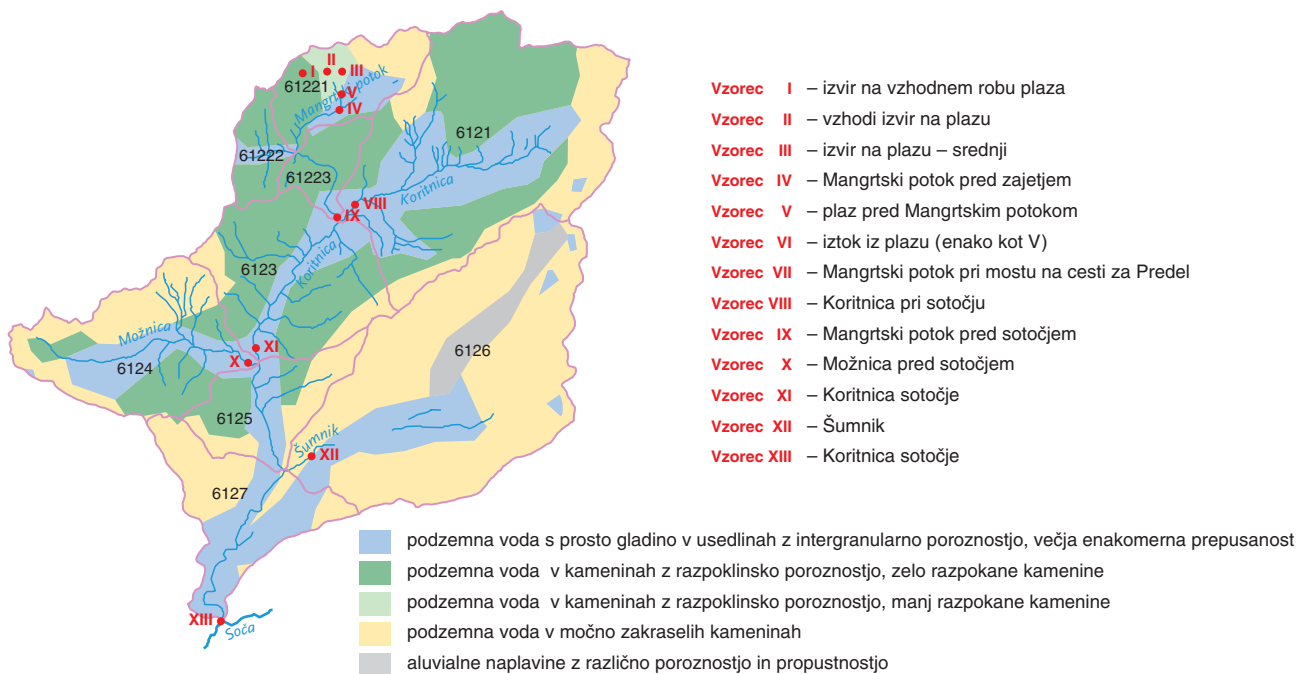 I
II
III
61221
Mangrtski potok
V
IV
6121
61222
61223
Koritnica
VIII
IX
6123
Koritnica
Možnica
XI
X
6124
6126
6125
Šumnik
XII
6127
XIII
Soča
Vzorec I – izvir na vzhodnem robu plaza
Vzorec II – vzhodi izvir na plazu
Vzorec III – izvir na plazu – srednji
Vzorec IV – Mangrtski potok pred zajetjem
Vzorec V – plaz pred Mangrtskim potokom
Vzorec VI – iztok iz plazu (enako kot V)
Vzorec VII – Mangrtski potok pri mostu na cesti za Predel
Vzorec VIII – Koritnica pri sotočju
Vzorec IX – Mangrtski potok pred sotočjem
Vzorec X – Možnica pred sotočjem
Vzorec XI – Koritnica sotočje
Vzorec XII – Šumnik
Vzorec XIII – Koritnica sotočje
podzemna voda s prosto gladino v usedlinah z intergranularno poroznostjo, večja enakomerna prepusanost
podzemna voda v kameninah z razpoklinsko poroznostjo, zelo razpokane kamenine
podzemna voda v kameninah z razpoklinsko poroznostjo, manj razpokane kamenine
podzemna voda v močno zakraselih kameninah
aluvialne naplavine z različno poroznostjo in propustnostjo